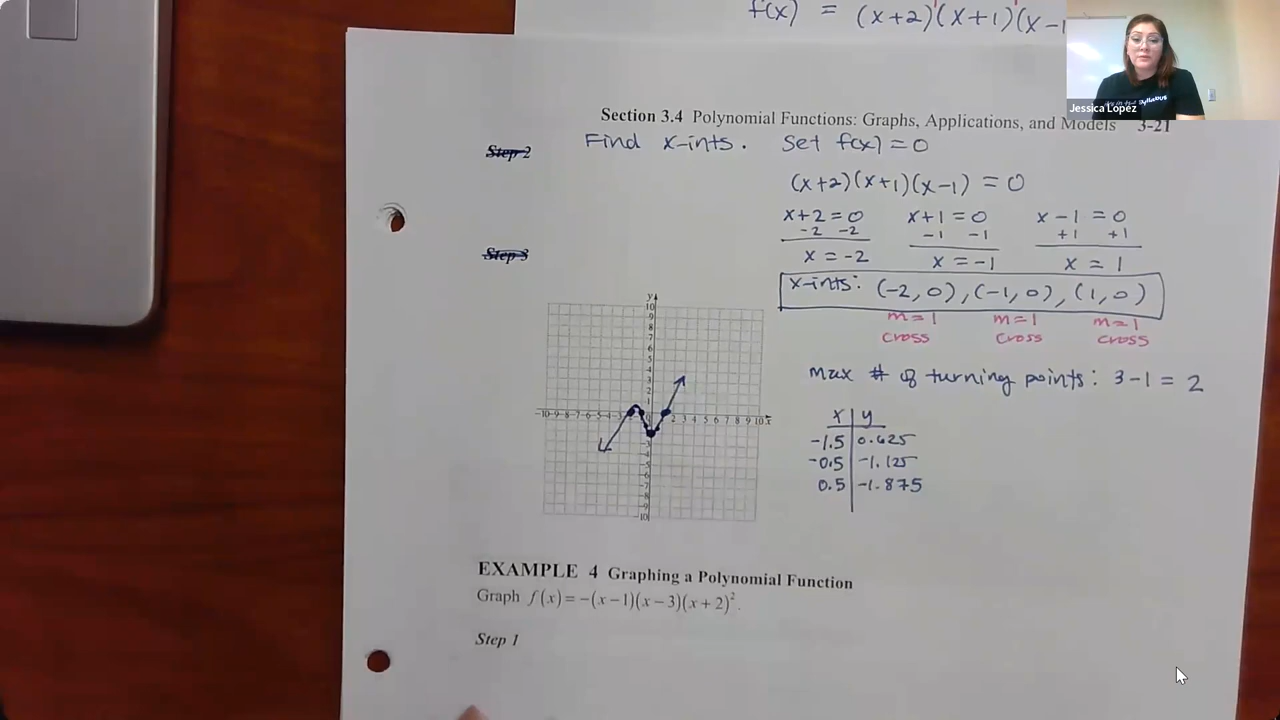 f(x) = (x+2)(x+1)(x-1
Jessica Lopez
Section 3.4 Polynomial Functions: Graphs, Applications, and Models 3-21
Step 2 Find x-ints. Set f(x) = 0
(x+2)(x+1)(x-1) = 0
x+2=0 x+1=0 x-1=0
-2 -2 -1 -1 +1 +1
x = -2 x = -1 x = 1
Step 3
x-ints: (-2,0), (-1,0), (1,0)
m=1 m=1 m=1
cross cross cross
max # of turning points: 3-1 = 2
x y
-1.5 0.625
-0.5 -1.125
0.5 -1.875
EXAMPLE 4 Graphing a Polynomial Function
Graph f(x)=-(x-1)(x-3)(x+2)².
Step 1